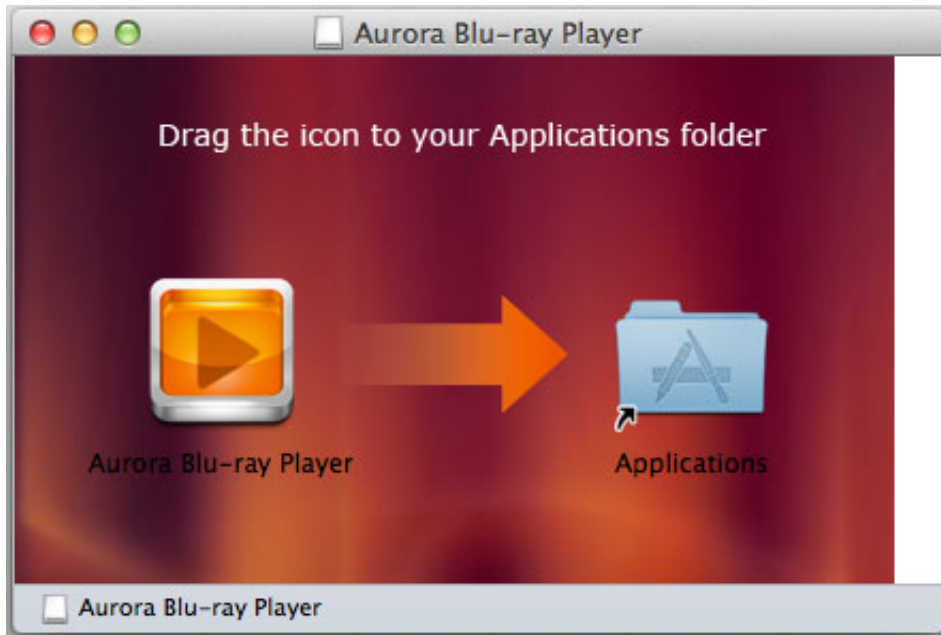 Aurora Blu-ray Player
Drag the icon to your Applications folder
Aurora Blu-ray Player
Applications
Aurora Blu-ray Player